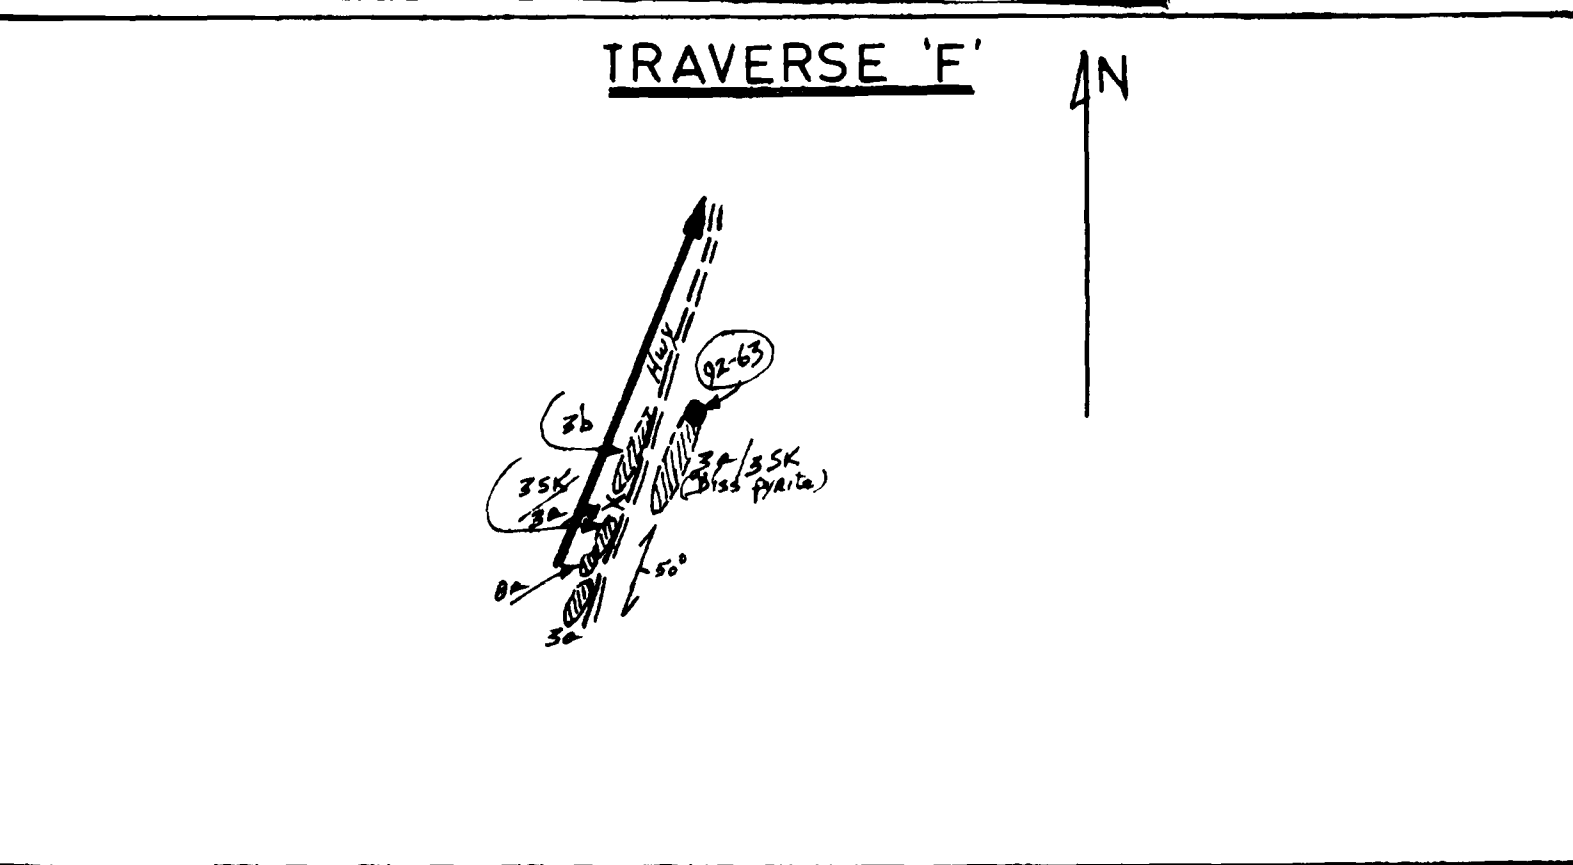 TRAVERSE 'F'
N
Hwy
92-63
3b
3a/3SK
(Diss pyrite)
3SK/
3a
50°
8a
3a